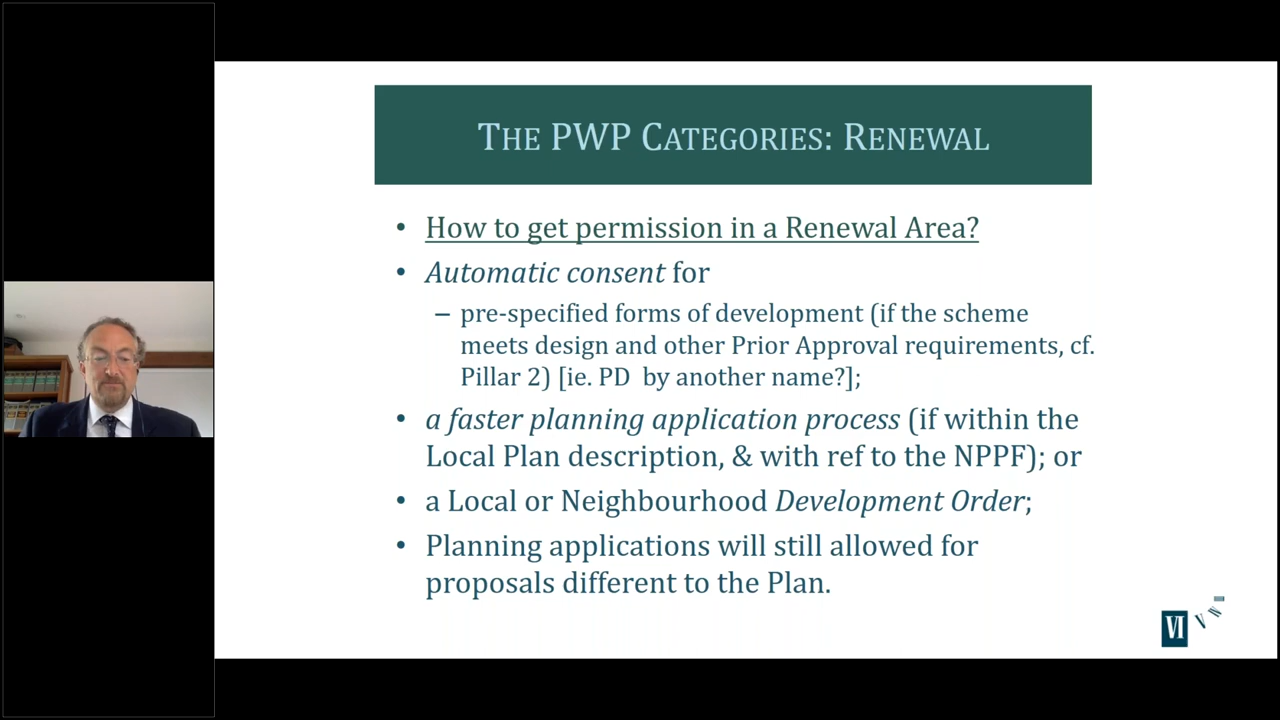 THE PWP CATEGORIES: RENEWAL
• How to get permission in a Renewal Area?
• Automatic consent for
– pre-specified forms of development (if the scheme
meets design and other Prior Approval requirements, cf.
Pillar 2) [ie. PD by another name?];
• a faster planning application process (if within the
Local Plan description, & with ref to the NPPF); or
• a Local or Neighbourhood Development Order;
• Planning applications will still allowed for
proposals different to the Plan.
VI
V